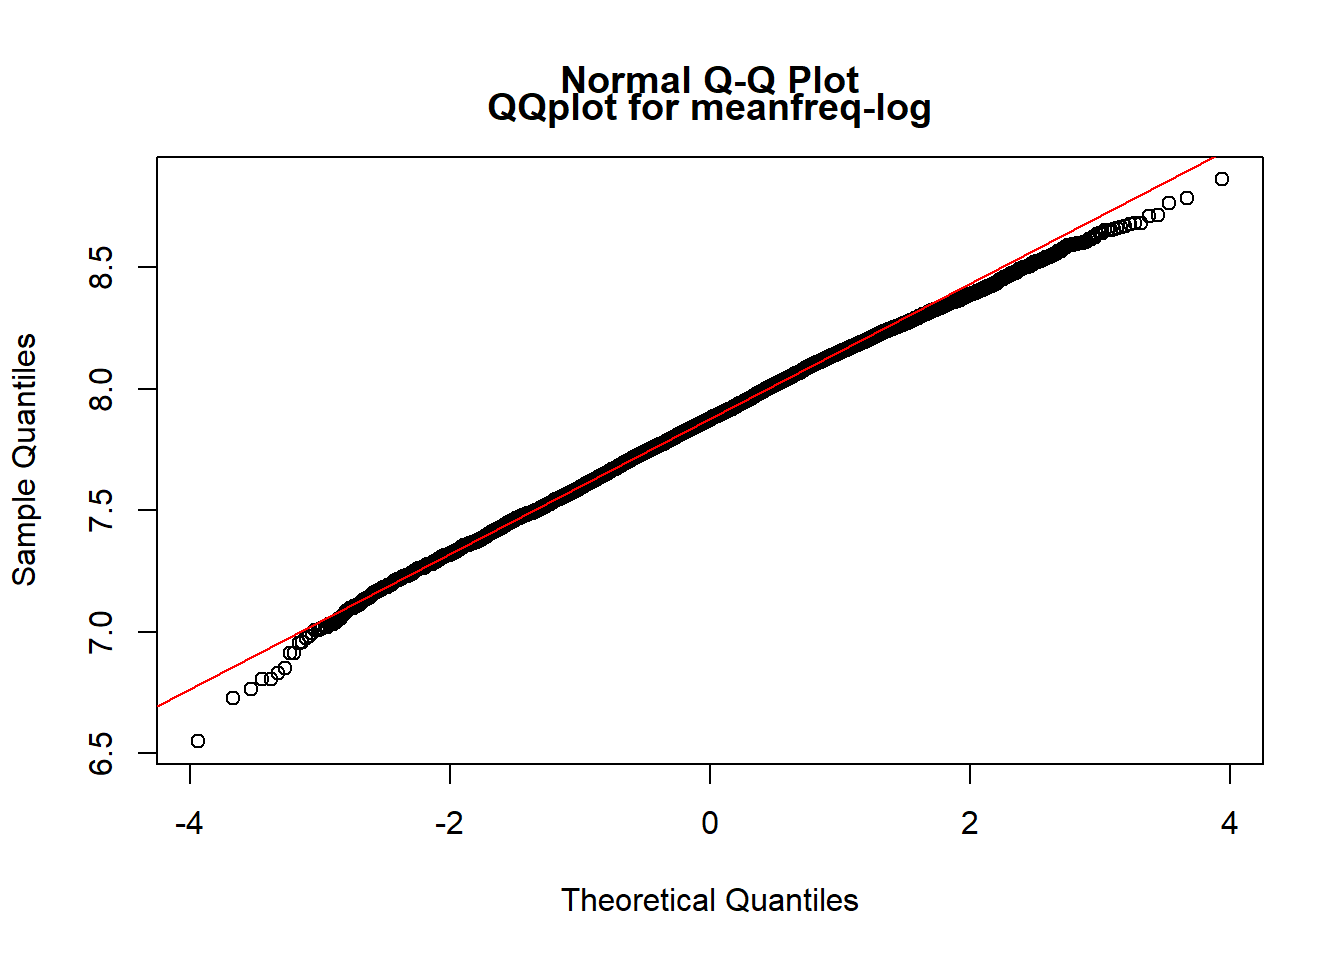 Normal Q-Q Plot
QQplot for meanfreq-log
Sample Quantiles
8.5
8.0
7.5
7.0
6.5
-4 -2 0 2 4
Theoretical Quantiles